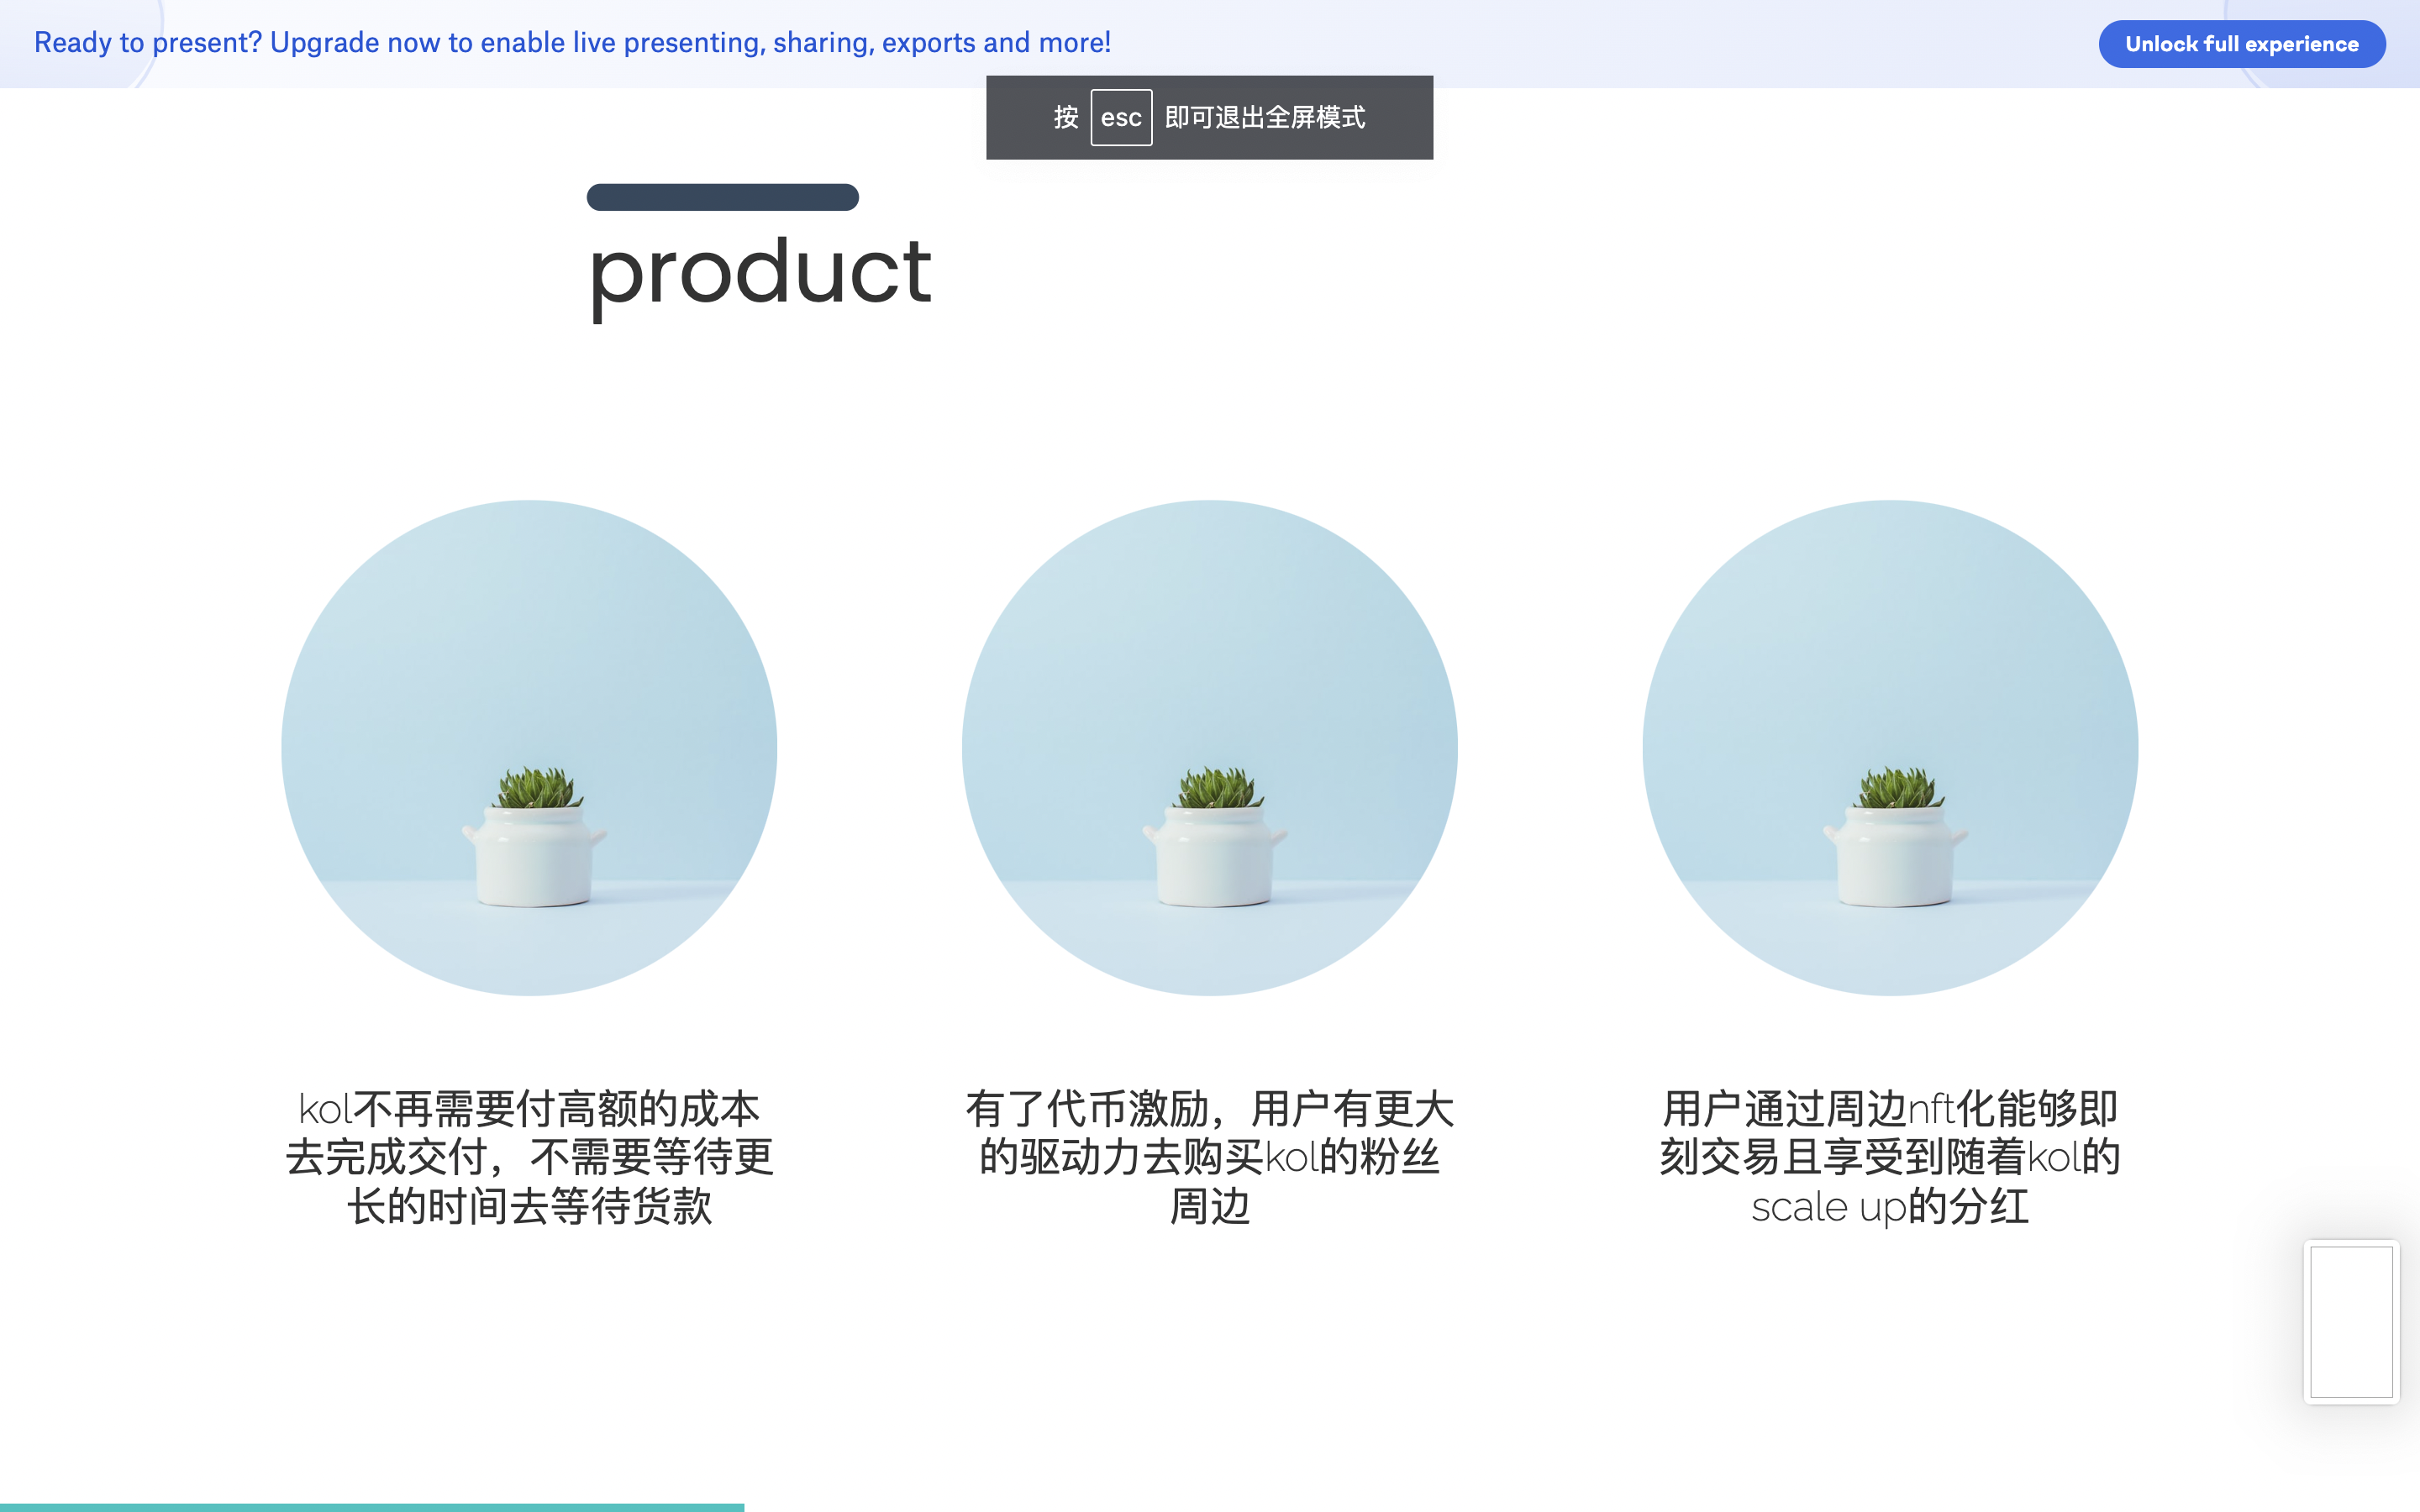 Ready to present? Upgrade now to enable live presenting, sharing, exports and more!
Unlock full experience
按 esc 即可退出全屏模式
product
kol不再需要付高额的成本
去完成交付，不需要等待更
长的时间去等待货款
有了代币激励，用户有更大
的驱动力去购买kol的粉丝
周边
用户通过周边nft化能够即
刻交易且享受到随着kol的
scale up的分红